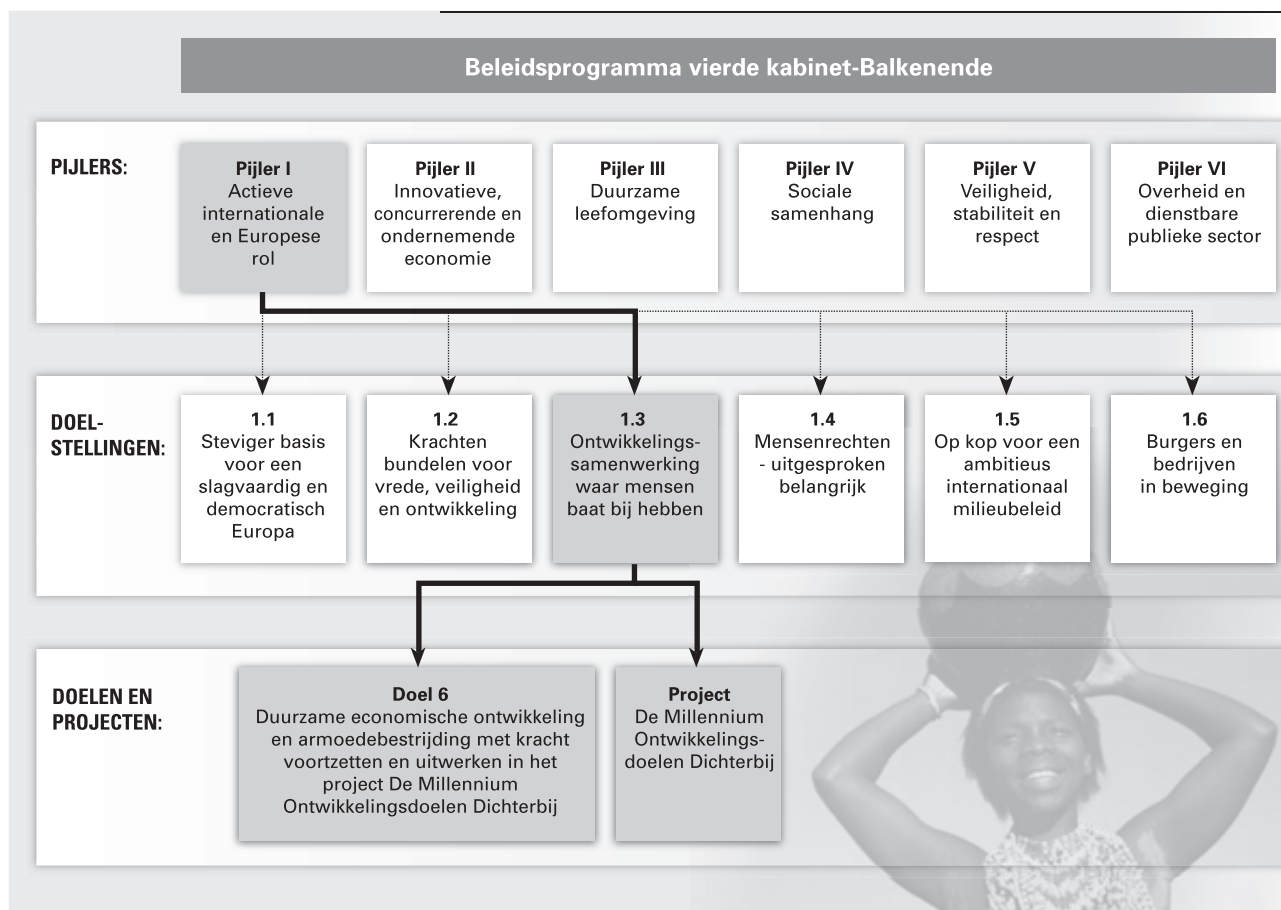 Beleidsprogramma vierde kabinet-Balkenende
PIJLERS:
Pijler I
Actieve
internationale
en Europese
rol
Pijler II
Innovatieve,
concurrerende en
ondernemende
economie
Pijler III
Duurzame
leefomgeving
Pijler IV
Sociale
samenhang
Pijler V
Veiligheid,
stabiliteit en
respect
Pijler VI
Overheid en
dienstbare
publieke sector
DOEL-
STELLINGEN:
1.1
Steviger basis
voor een
slagvaardig en
democratisch
Europa
1.2
Krachten
bundelen voor
vrede, veiligheid
en ontwikkeling
1.3
Ontwikkelings-
samenwerking
waar mensen
baat bij hebben
1.4
Mensenrechten
- uitgesproken
belangrijk
1.5
Op kop voor een
ambitieus
internationaal
milieubeleid
1.6
Burgers en
bedrijven
in beweging
DOELEN EN
PROJECTEN:
Doel 6
Duurzame economische ontwikkeling
en armoedebestrijding met kracht
voortzetten en uitwerken in het
project De Millennium
Ontwikkelingsdoelen Dichterbij
Project
De Millennium
Ontwikkelings-
doelen Dichterbij